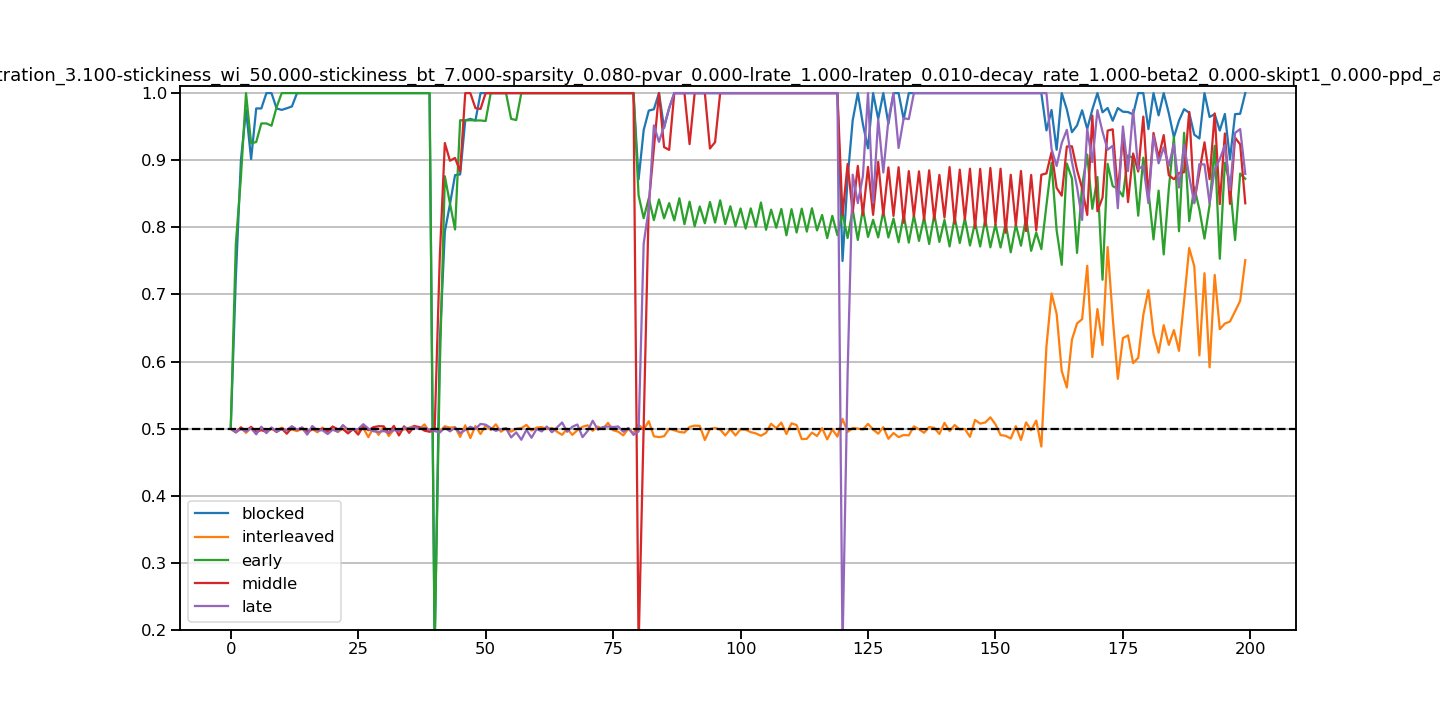 tration_3.100-stickiness_wi_50.000-stickiness_bt_7.000-sparsity_0.080-pvar_0.000-lrate_1.000-lratep_0.010-decay_rate_1.000-beta2_0.000-skipt1_0.000-ppd_a
1.0
0.9
0.8
0.7
0.6
0.5
0.4
0.3
0.2
blocked
interleaved
early
middle
late
0 25 50 75 100 125 150 175 200